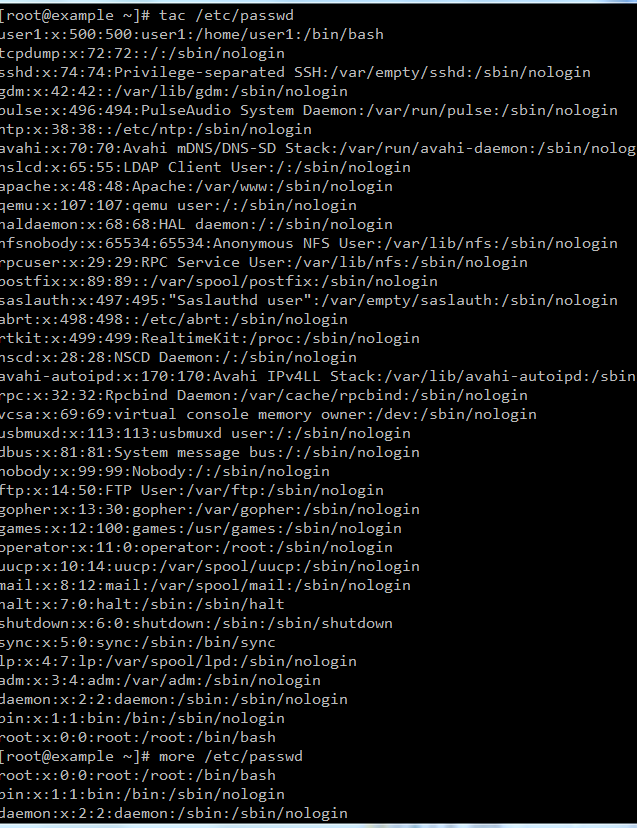 [root@example ~]# tac /etc/passwd
user1:x:500:500:user1:/home/user1:/bin/bash
tcpdump:x:72:72::/:/sbin/nologin
sshd:x:74:74:Privilege-separated SSH:/var/empty/sshd:/sbin/nologin
gdm:x:42:42::/var/lib/gdm:/sbin/nologin
pulse:x:496:494:PulseAudio System Daemon:/var/run/pulse:/sbin/nologin
ntp:x:38:38::/etc/ntp:/sbin/nologin
avahi:x:70:70:Avahi mDNS/DNS-SD Stack:/var/run/avahi-daemon:/sbin/nolog
nslcd:x:65:55:LDAP Client User:/:/sbin/nologin
apache:x:48:48:Apache:/var/www:/sbin/nologin
qemu:x:107:107:qemu user:/:/sbin/nologin
haldaemon:x:68:68:HAL daemon:/:/sbin/nologin
nfsnobody:x:65534:65534:Anonymous NFS User:/var/lib/nfs:/sbin/nologin
rpcuser:x:29:29:RPC Service User:/var/lib/nfs:/sbin/nologin
postfix:x:89:89::/var/spool/postfix:/sbin/nologin
saslauth:x:497:495:"Saslauthd user":/var/empty/saslauth:/sbin/nologin
abrt:x:498:498::/etc/abrt:/sbin/nologin
rtkit:x:499:499:RealtimeKit:/proc:/sbin/nologin
nscd:x:28:28:NSCD Daemon:/:/sbin/nologin
avahi-autoipd:x:170:170:Avahi IPv4LL Stack:/var/lib/avahi-autoipd:/sbin
rpc:x:32:32:Rpcbind Daemon:/var/cache/rpcbind:/sbin/nologin
vcsa:x:69:69:virtual console memory owner:/dev:/sbin/nologin
usbmuxd:x:113:113:usbmuxd user:/:/sbin/nologin
dbus:x:81:81:System message bus:/:/sbin/nologin
nobody:x:99:99:Nobody:/:/sbin/nologin
ftp:x:14:50:FTP User:/var/ftp:/sbin/nologin
gopher:x:13:30:gopher:/var/gopher:/sbin/nologin
games:x:12:100:games:/usr/games:/sbin/nologin
operator:x:11:0:operator:/root:/sbin/nologin
uucp:x:10:14:uucp:/var/spool/uucp:/sbin/nologin
mail:x:8:12:mail:/var/spool/mail:/sbin/nologin
halt:x:7:0:halt:/sbin:/sbin/halt
shutdown:x:6:0:shutdown:/sbin:/sbin/shutdown
sync:x:5:0:sync:/sbin:/bin/sync
lp:x:4:7:lp:/var/spool/lpd:/sbin/nologin
adm:x:3:4:adm:/var/adm:/sbin/nologin
daemon:x:2:2:daemon:/sbin:/sbin/nologin
bin:x:1:1:bin:/bin:/sbin/nologin
root:x:0:0:root:/root:/bin/bash
[root@example ~]# more /etc/passwd
root:x:0:0:root:/root:/bin/bash
bin:x:1:1:bin:/bin:/sbin/nologin
daemon:x:2:2:daemon:/sbin:/sbin/nologin